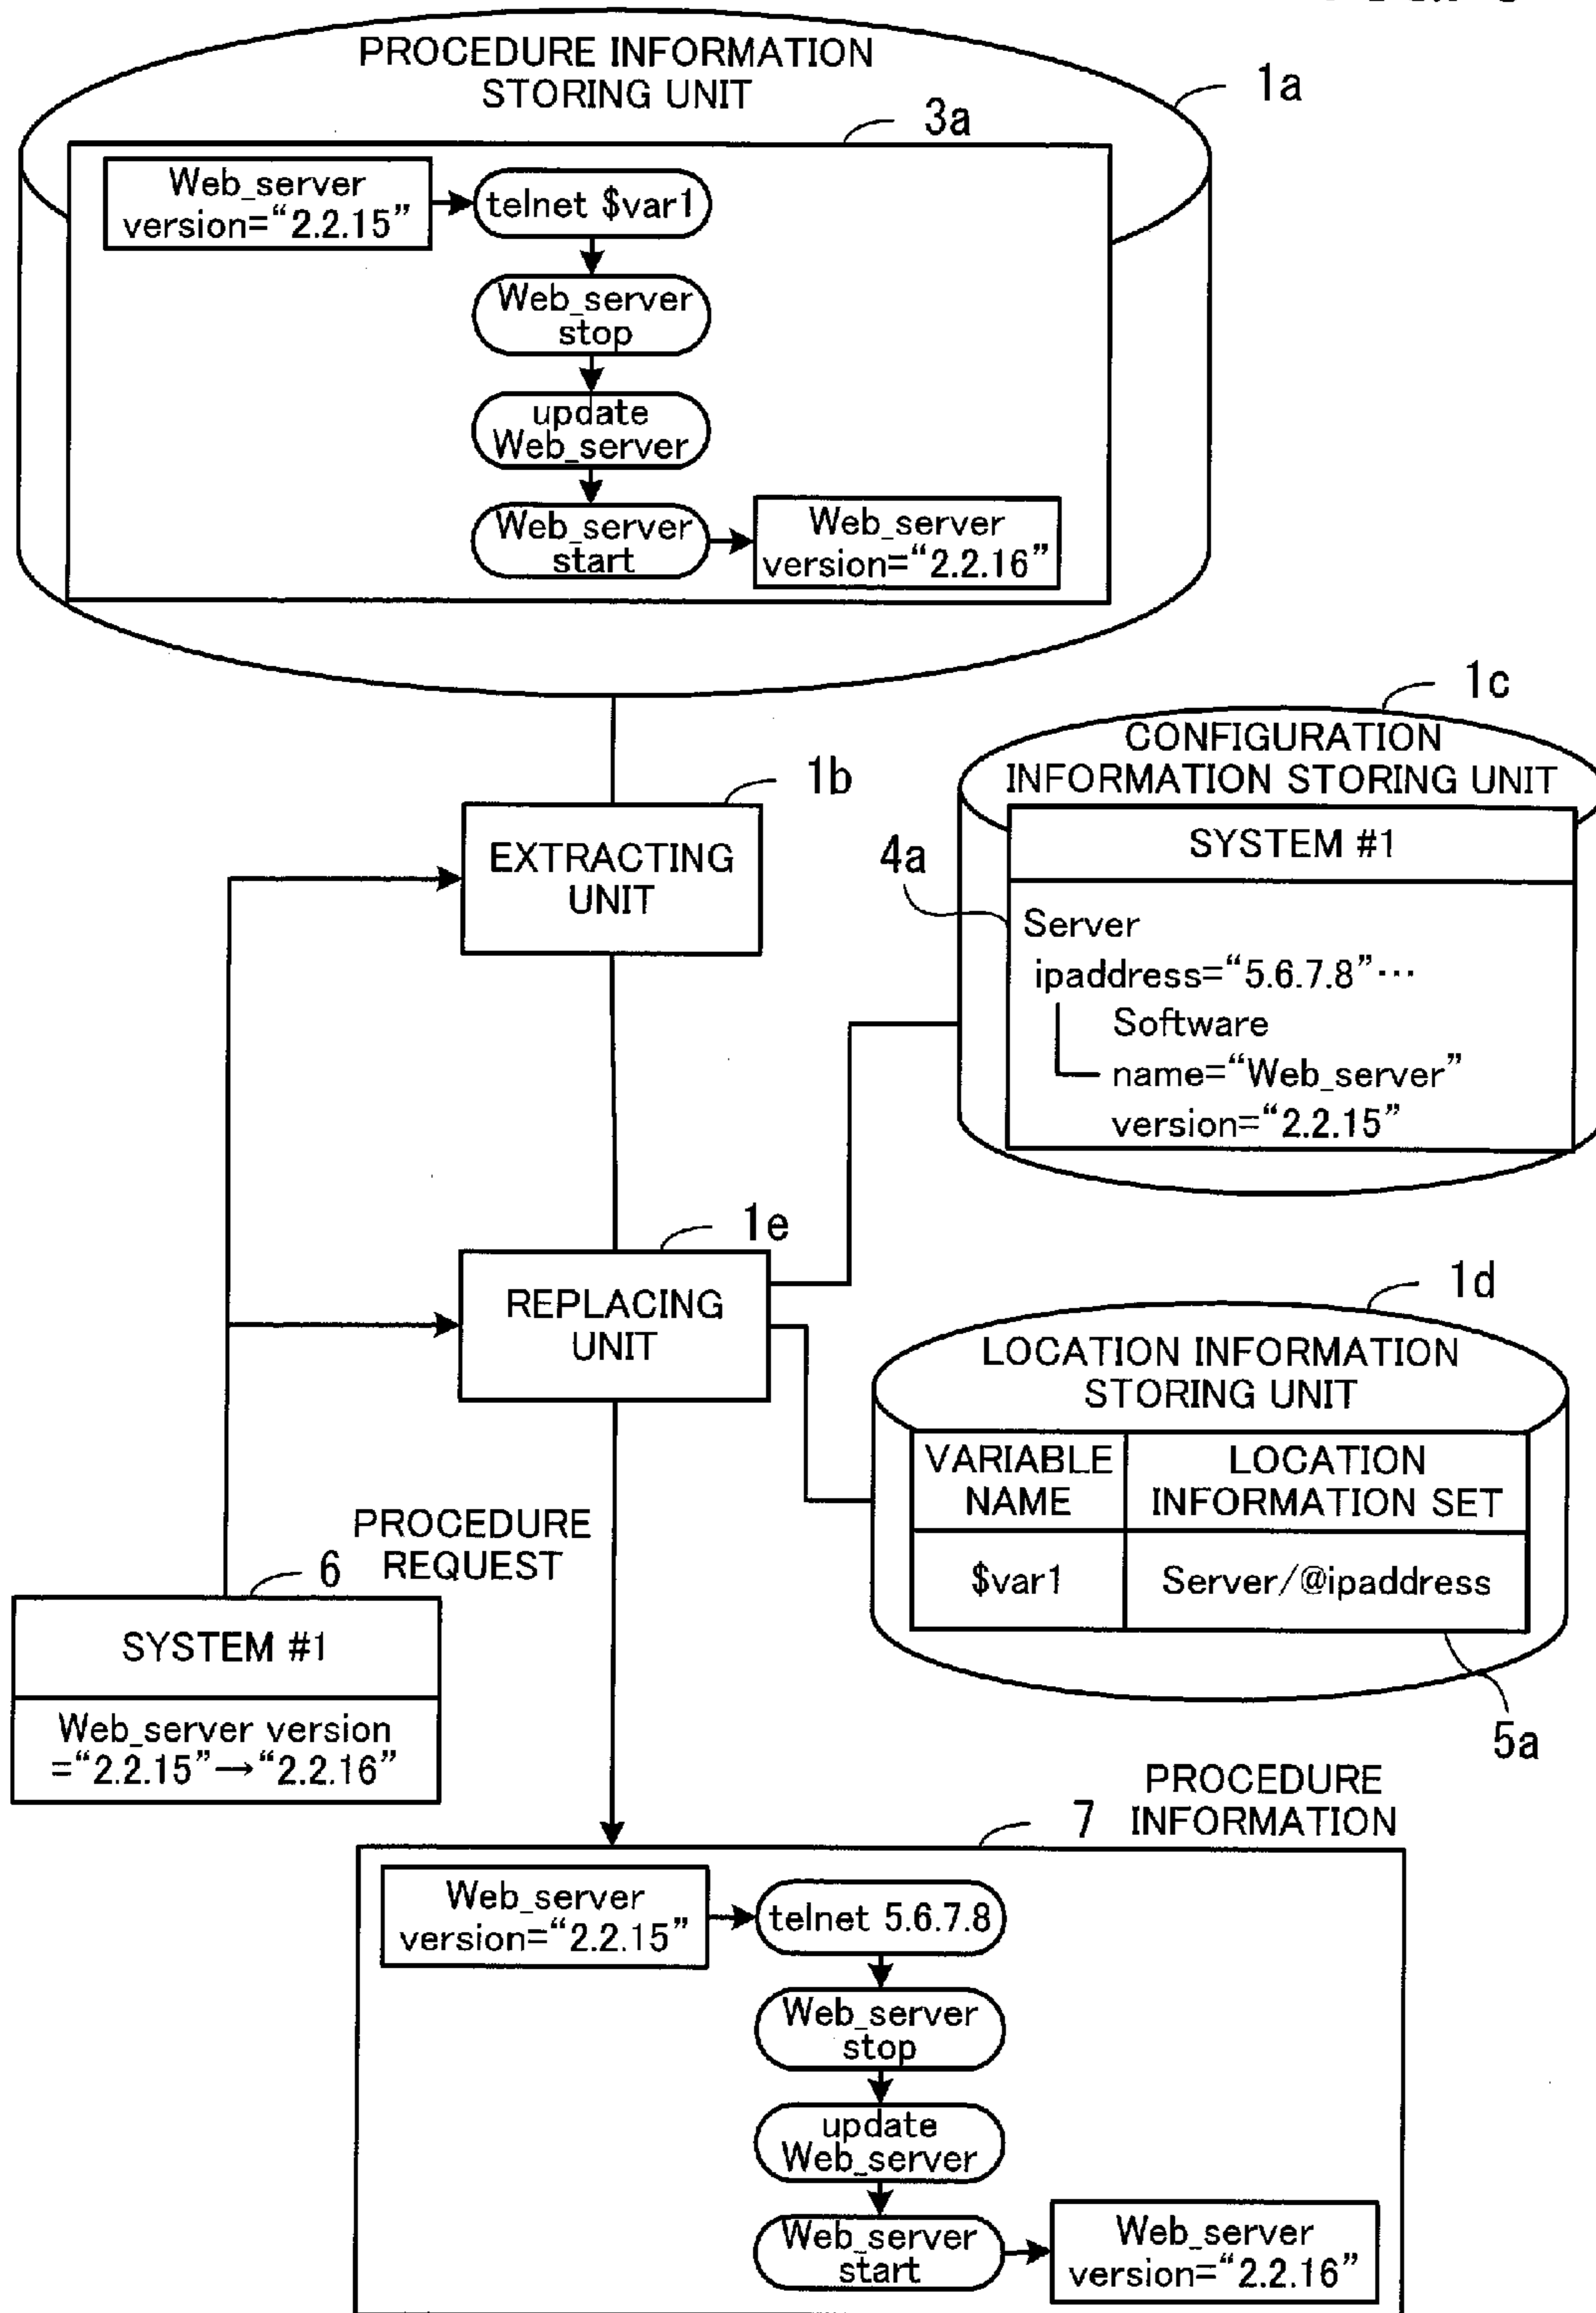 PROCEDURE INFORMATION
STORING UNIT
1a
3a
Web_server
version="2.2.15"
telnet $var1
Web_server
stop
update
Web_server
Web_server
start
Web_server
version="2.2.16"
1c
CONFIGURATION
INFORMATION STORING UNIT
SYSTEM #1
4a
Server
ipaddress="5.6.7.8"…
Software
name="Web_server"
version="2.2.15"
1b
EXTRACTING
UNIT
1e
REPLACING
UNIT
1d
LOCATION INFORMATION
STORING UNIT
VARIABLE
NAME
LOCATION
INFORMATION SET
$var1
Server/@ipaddress
5a
PROCEDURE
REQUEST
6
SYSTEM #1
Web_server version
="2.2.15"→"2.2.16"
PROCEDURE
INFORMATION
7
Web_server
version="2.2.15"
telnet 5.6.7.8
Web_server
stop
update
Web_server
Web_server
start
Web_server
version="2.2.16"